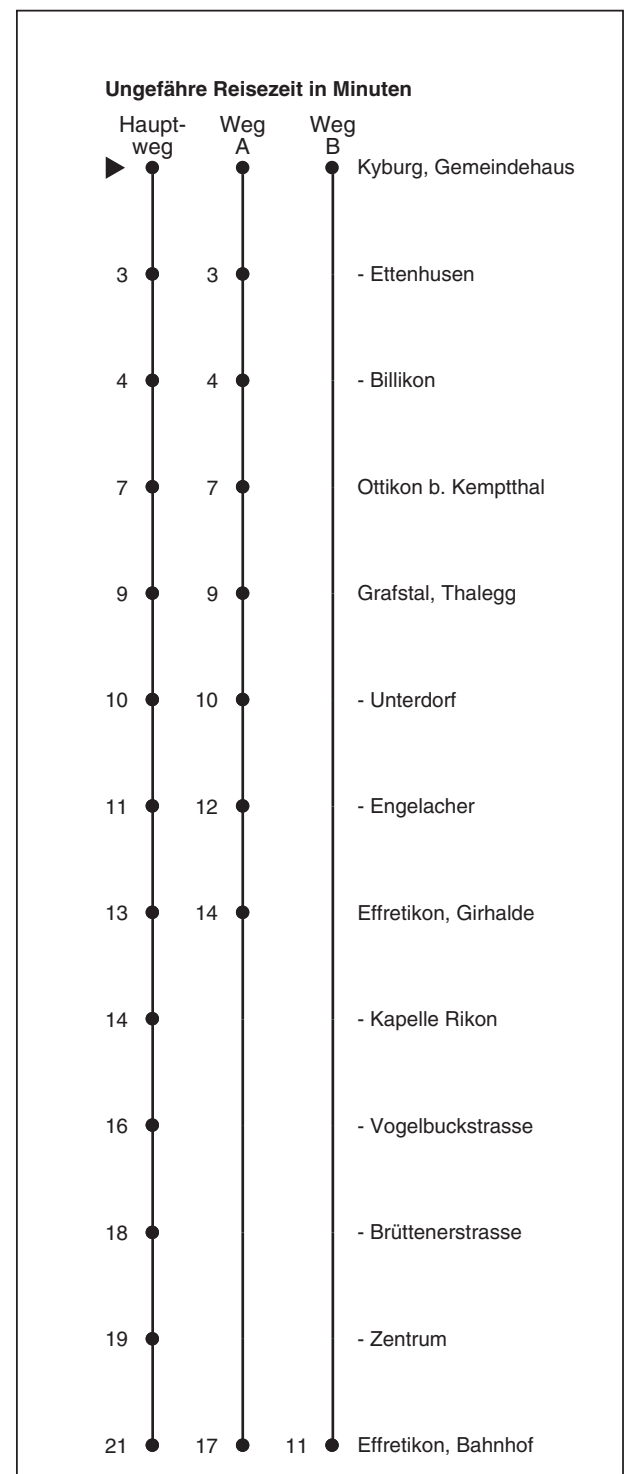 Ungefähre Reisezeit in Minuten
Haupt- Weg Weg
weg A B
Kyburg, Gemeindehaus
3 3 - Ettenhusen
4 4 - Billikon
7 7 Ottikon b. Kemptthal
9 9 Grafstal, Thalegg
10 10 - Unterdorf
11 12 - Engelacher
13 14 Effretikon, Girhalde
14 - Kapelle Rikon
16 - Vogelbuckstrasse
18 - Brüttenerstrasse
19 - Zentrum
21 17 11 Effretikon, Bahnhof